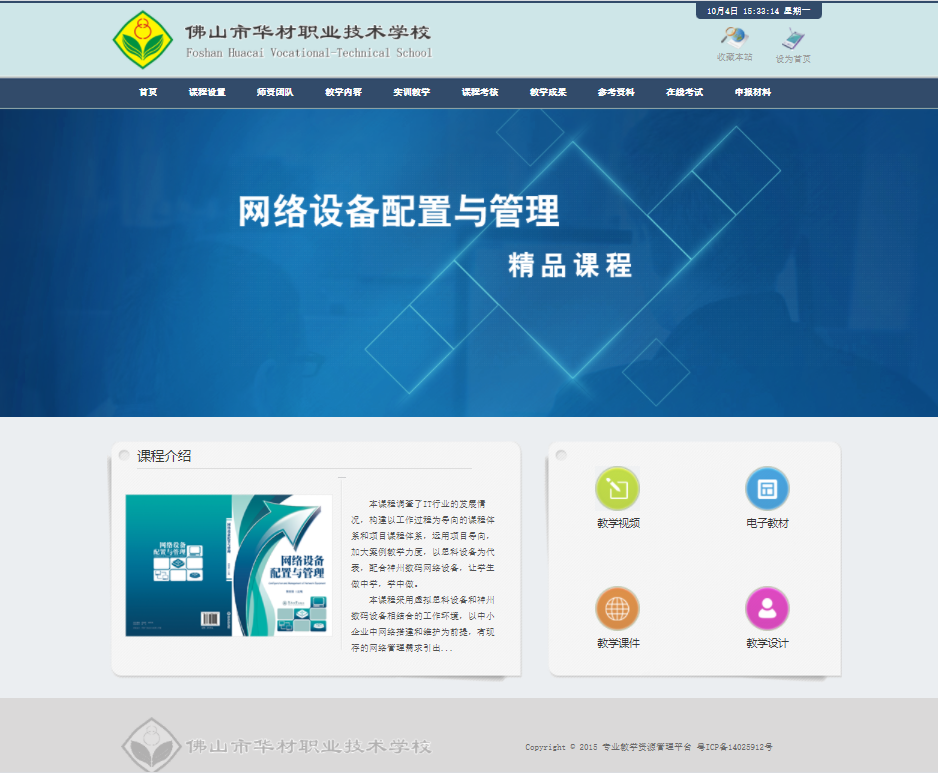 10月4日 15:33:14 星期一
佛山市华材职业技术学校
Foshan Huacai Vocational-Technical School
收藏本站 设为首页
首页 课程设置 师资团队 教学内容 实训教学 课程考核 教学成果 参考资料 在线考试 申报材料
网络设备配置与管理
精品课程
课程介绍
网络设备
配置与管理
网络设备
配置与管理
本课程调查了IT行业的发展情
况，构建以工作过程为导向的课程体
系和项目课程体系，运用项目导向，
加大案例教学力度，以思科设备为代
表，配合神州数码网络设备，让学生
做中学，学中做。
本课程采用虚拟思科设备和神州
数码设备相结合的工作环境，以中小
企业中网络搭建和维护为前提，有现
存的网络管理需求引出...
教学视频 电子教材
教学课件 教学设计
佛山市华材职业技术学校
Copyright © 2015 专业教学资源管理平台 粤ICP备14025912号